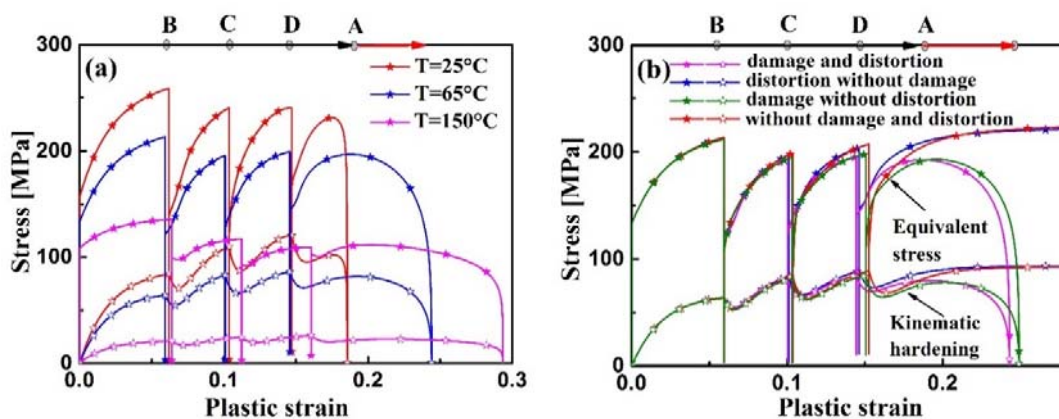 B C D A
300
(a)
T=25°C
T=65°C
T=150°C
200
100
0
0.0 0.1 0.2 0.3
Stress [MPa]
Plastic strain
B C D A
300
(b)
damage and distortion
distortion without damage
damage without distortion
without damage and distortion
200
100
0
0.0 0.1 0.2
Equivalent
stress
Kinematic
hardening
Stress [MPa]
Plastic strain